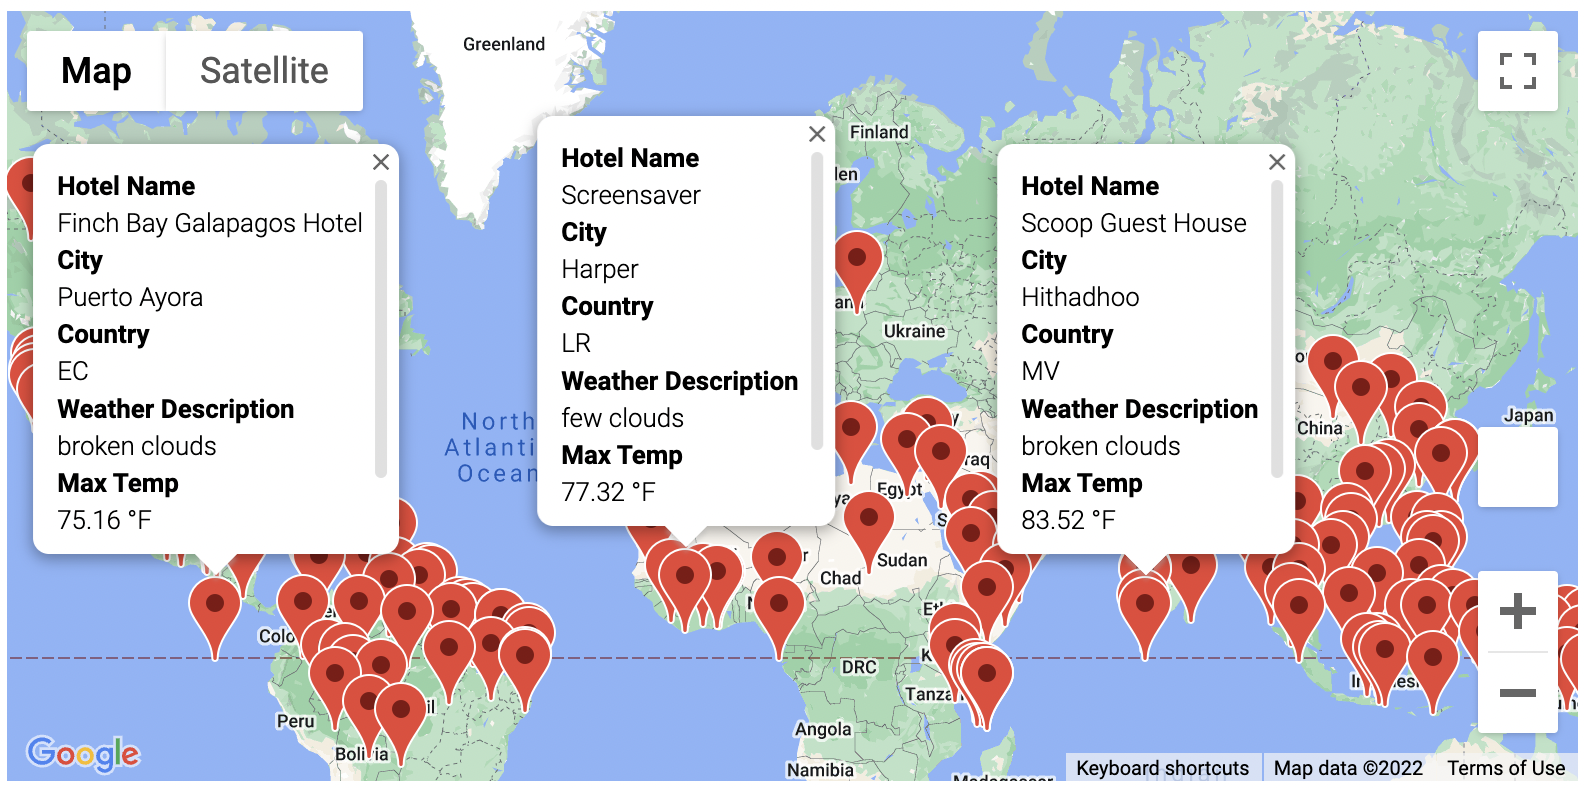 Map
Satellite
Greenland
Finland
Hotel Name
Finch Bay Galapagos Hotel
City
Puerto Ayora
Country
EC
Weather Description
broken clouds
Max Temp
75.16 °F
Hotel Name
Screensaver
City
Harper
Country
LR
Weather Description
few clouds
Max Temp
77.32 °F
Hotel Name
Scoop Guest House
City
Hithadhoo
Country
MV
Weather Description
broken clouds
Max Temp
83.52 °F
Ukraine
North
Atlanti
Ocean
Japan
China
raq
Egypt
Sudan
Chad
Colo
DRC
Tanza
Peru
Bolivia
Angola
Namibia
Madagascar
Google
Keyboard shortcuts
Map data ©2022
Terms of Use